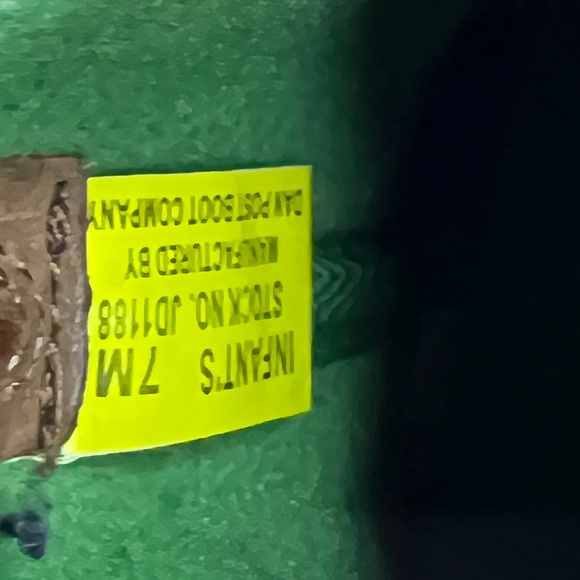 INFANT'S 7M
STOCK NO. JD1188
MANUFACTURED BY
DAN POST BOOT COMPANY